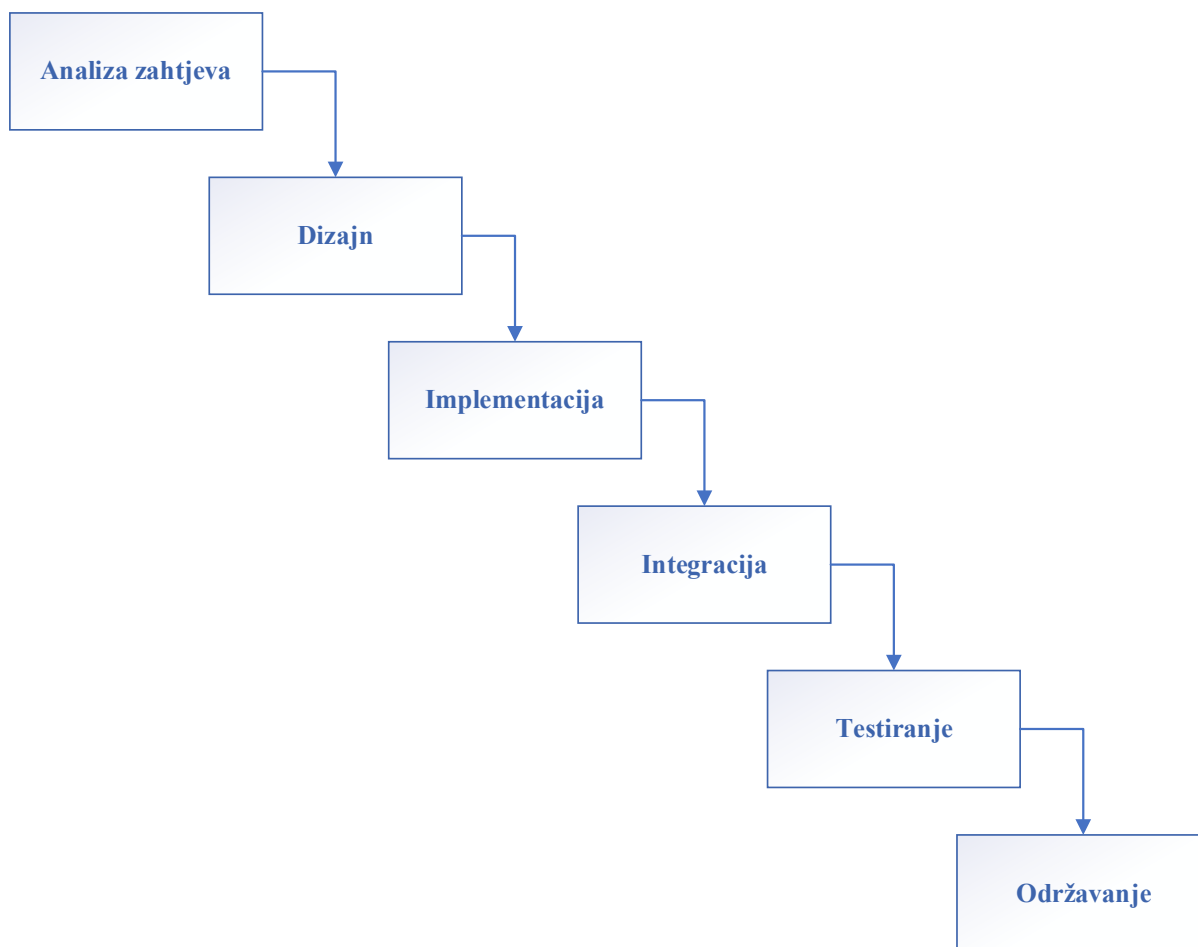 Analiza zahtjeva
Dizajn
Implementacija
Integracija
Testiranje
Održavanje